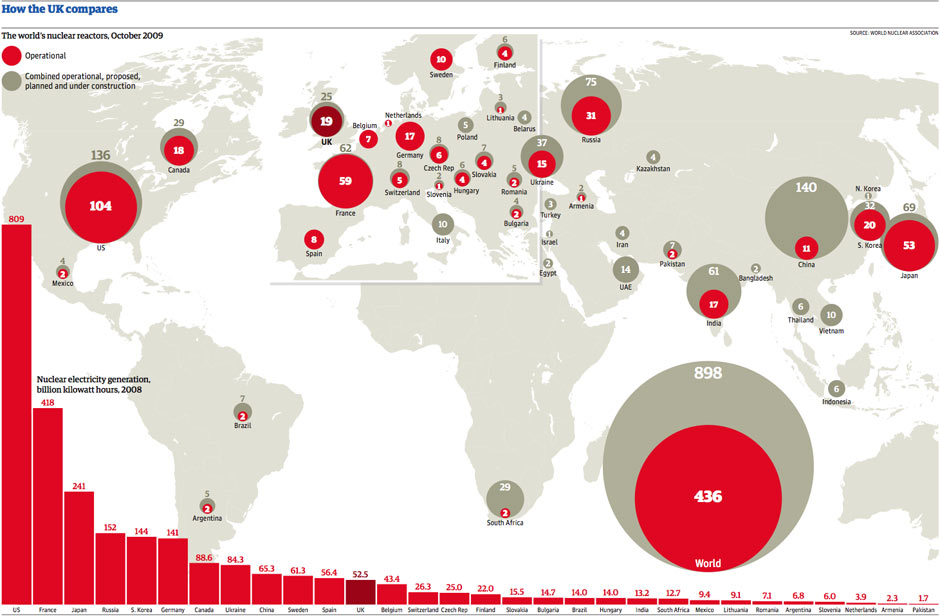 How the UK compares
The world's nuclear reactors, October 2009
SOURCE: WORLD NUCLEAR ASSOCIATION
Operational
Combined operational, proposed,
planned and under construction
136
104
US
29
18
Canada
4
2
Mexico
7
2
Brazil
5
2
Argentina
25
19
UK
62
59
France
8
Spain
Belgium
7
Netherlands
1
17
Germany
10
Sweden
6
4
Finland
3
1
Lithuania
4
Belarus
5
Poland
8
6
Czech Rep
7
4
Slovakia
8
5
Switzerland
2
1
Slovenia
6
4
Hungary
5
2
Romania
4
2
Bulgaria
10
Italy
37
15
Ukraine
75
31
Russia
4
Kazakhstan
3
Turkey
2
1
Armenia
1
Israel
2
Egypt
4
Iran
14
UAE
7
2
Pakistan
61
17
India
2
Bangladesh
140
11
China
N. Korea
1
32
20
S. Korea
69
53
Japan
6
Thailand
10
Vietnam
6
Indonesia
29
2
South Africa
898
436
World
Nuclear electricity generation,
billion kilowatt hours, 2008
809
418
241
152
144
141
88.6
84.3
65.3
61.3
56.4
52.5
43.4
26.3
25.0
22.0
15.5
14.7
14.0
14.0
13.2
12.7
9.4
9.1
7.1
6.8
6.0
3.9
2.3
1.7
US
France
Japan
Russia
S. Korea
Germany
Canada
Ukraine
China
Sweden
Spain
UK
Belgium
Switzerland
Czech Rep
Finland
Slovakia
Bulgaria
Brazil
Hungary
India
South Africa
Mexico
Lithuania
Romania
Argentina
Slovenia
Netherlands
Armenia
Pakistan